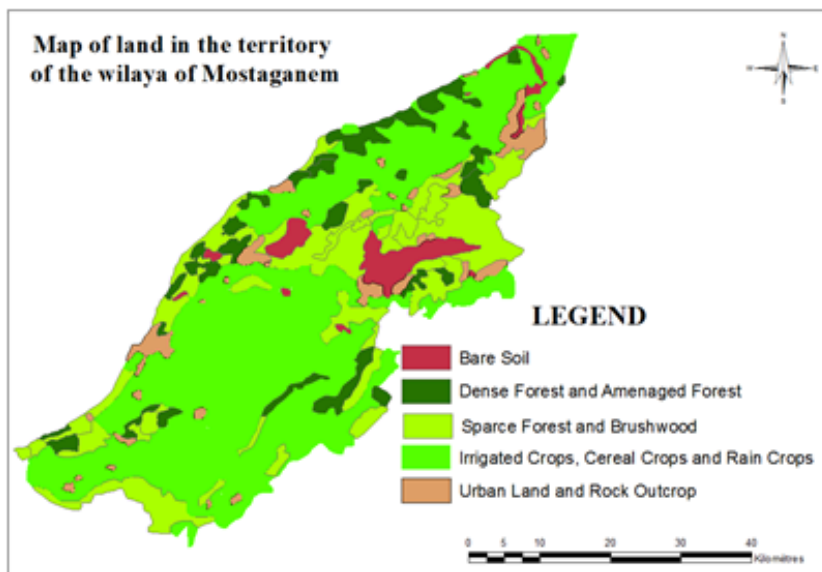 Map of land in the territory
of the wilaya of Mostaganem
N
W
E
S
LEGEND
Bare Soil
Dense Forest and Amenaged Forest
Sparce Forest and Brushwood
Irrigated Crops, Cereal Crops and Rain Crops
Urban Land and Rock Outcrop
0 5 10 20 30 40
Kilomètres